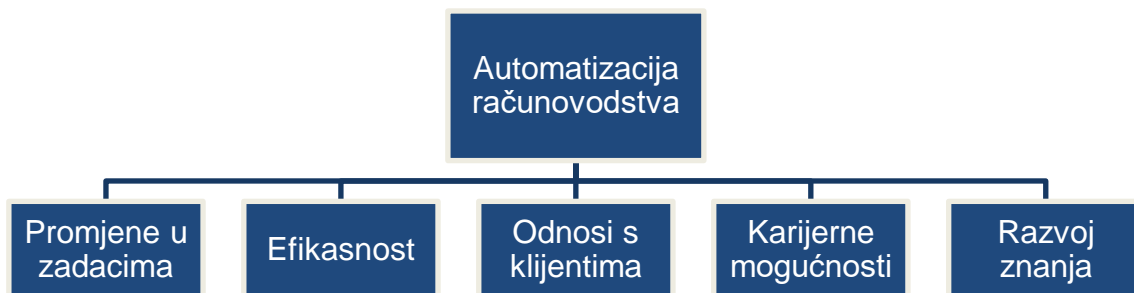 Automatizacija
računovodstva
Promjene u
zadacima
Efikasnost
Odnosi s
klijentima
Karijerne
mogućnosti
Razvoj
znanja